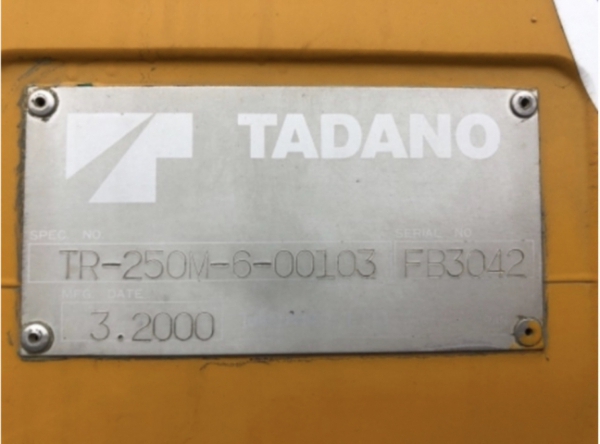 TADANO
SPEC. NO. SERIAL NO.
TR-250M-6-00103 FB3042
MFG. DATE
3.2000